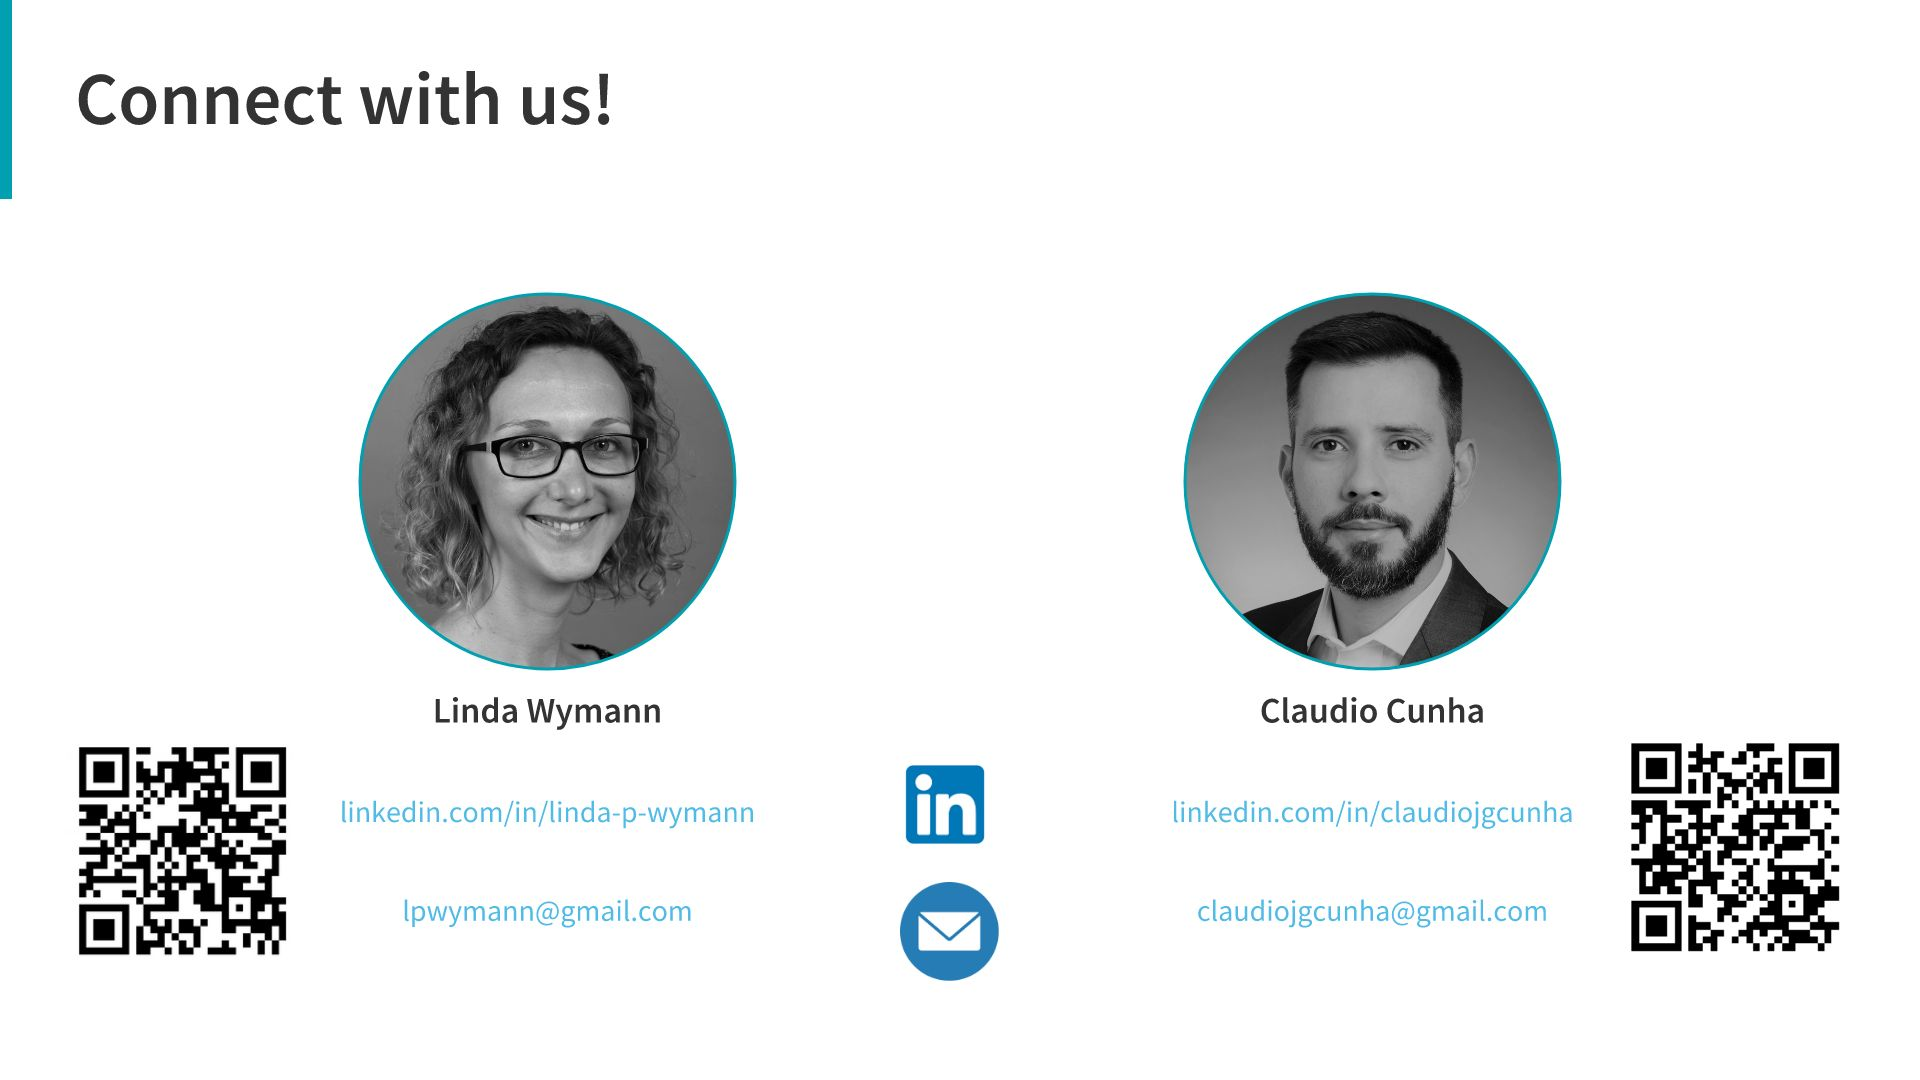 Connect with us!
Linda Wymann
Claudio Cunha
linkedin.com/in/linda-p-wymann
in
linkedin.com/in/claudiojgcunha
lpwymann@gmail.com
claudiojgcunha@gmail.com